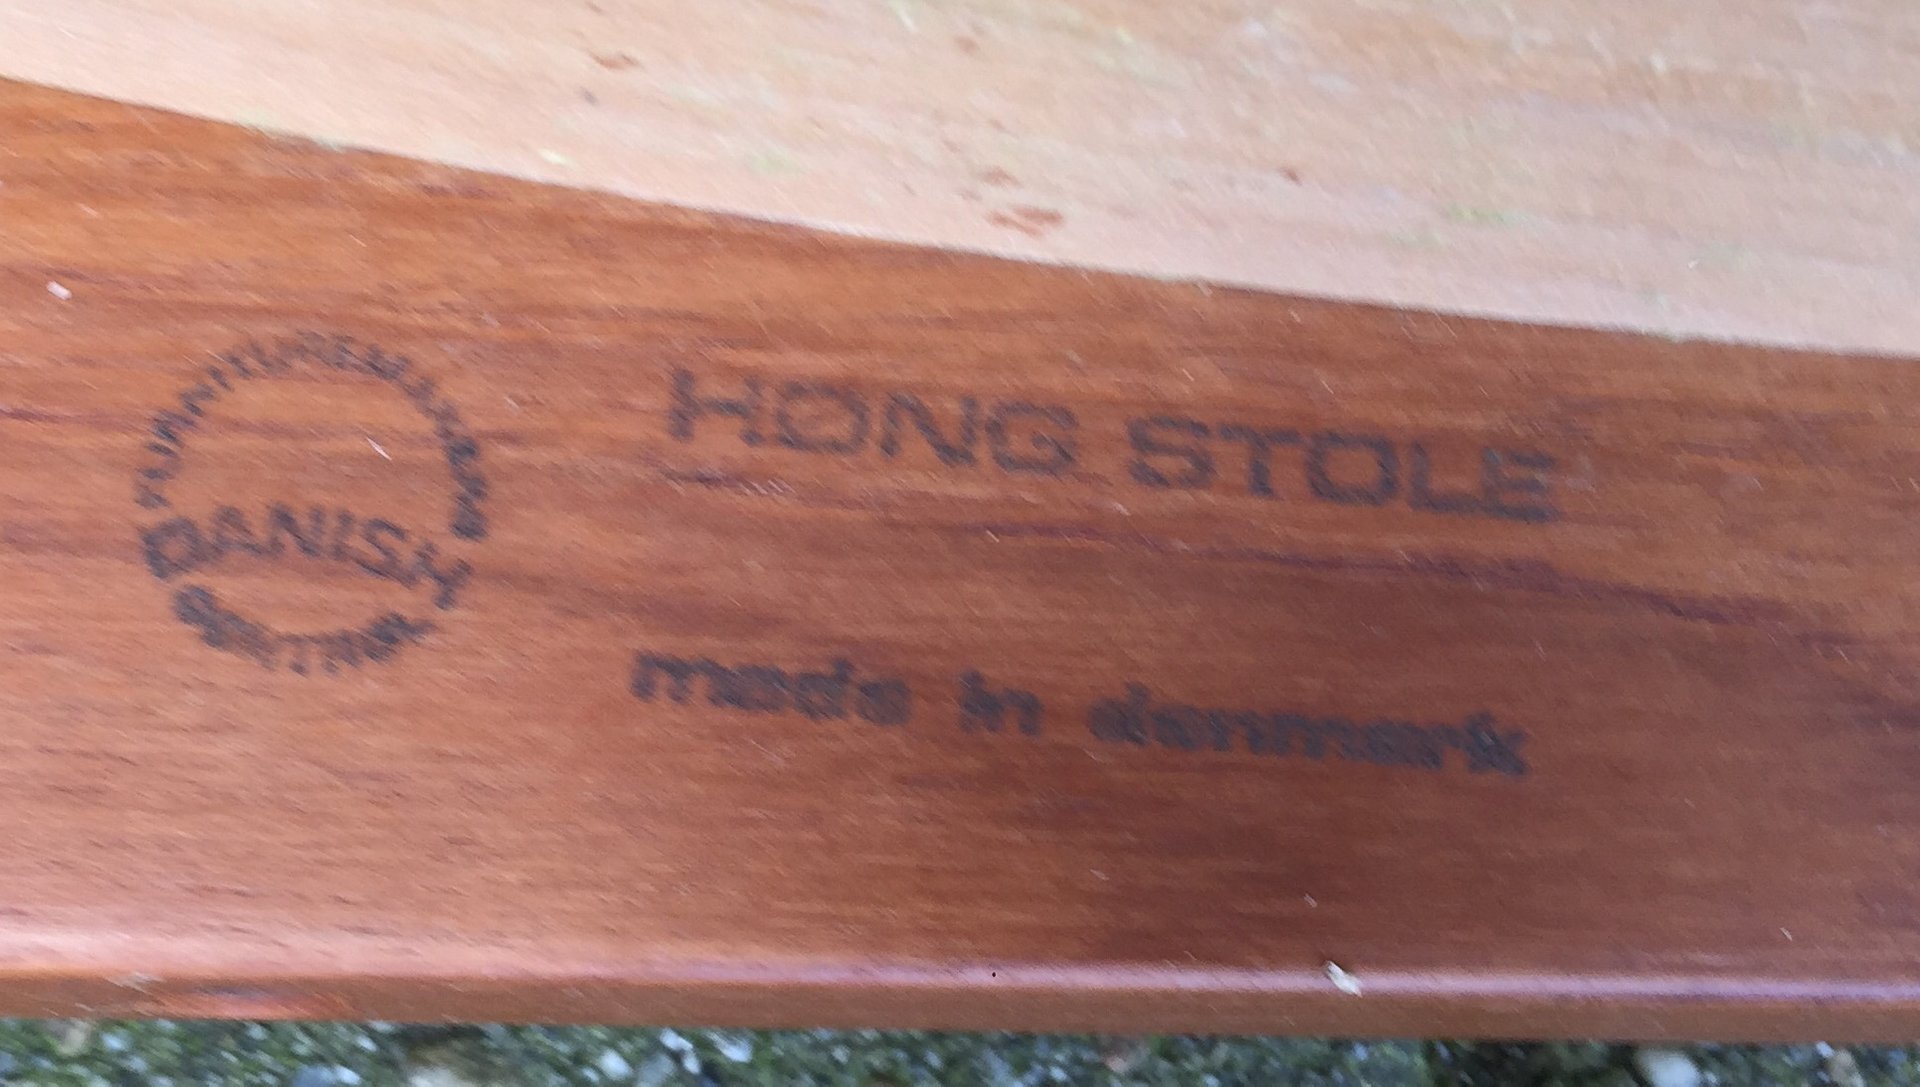 FURNITUREMAKERS
DANISH
CONTROL
HØNG STOLE
made in denmark